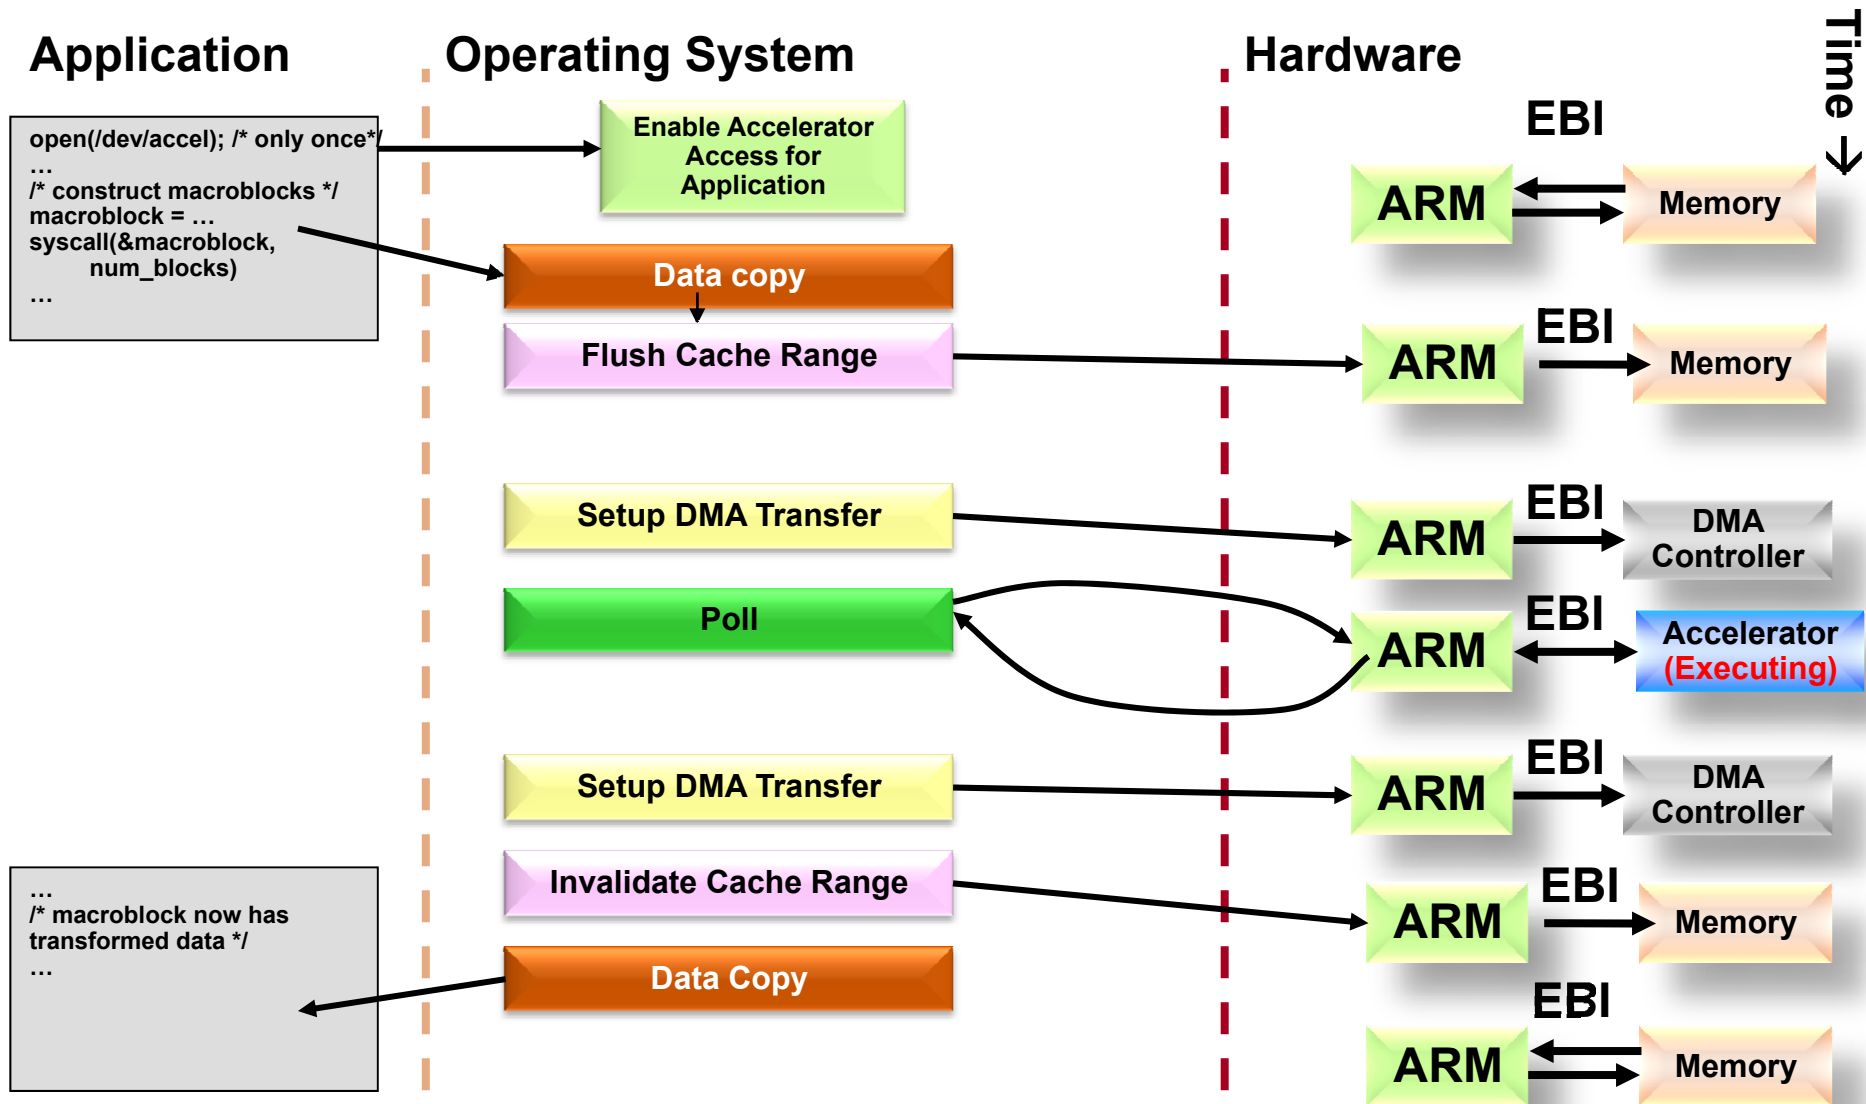 Application
Operating System
Hardware
Time →
open(/dev/accel); /* only once*/
…
/* construct macroblocks */
macroblock = …
syscall(&macroblock,
num_blocks)
…
Enable Accelerator
Access for
Application
EBI
ARM
Memory
Data copy
Flush Cache Range
EBI
ARM
Memory
Setup DMA Transfer
EBI
ARM
DMA
Controller
Poll
EBI
ARM
Accelerator
(Executing)
Setup DMA Transfer
EBI
ARM
DMA
Controller
Invalidate Cache Range
EBI
ARM
Memory
…
/* macroblock now has
transformed data */
…
Data Copy
EBI
ARM
Memory